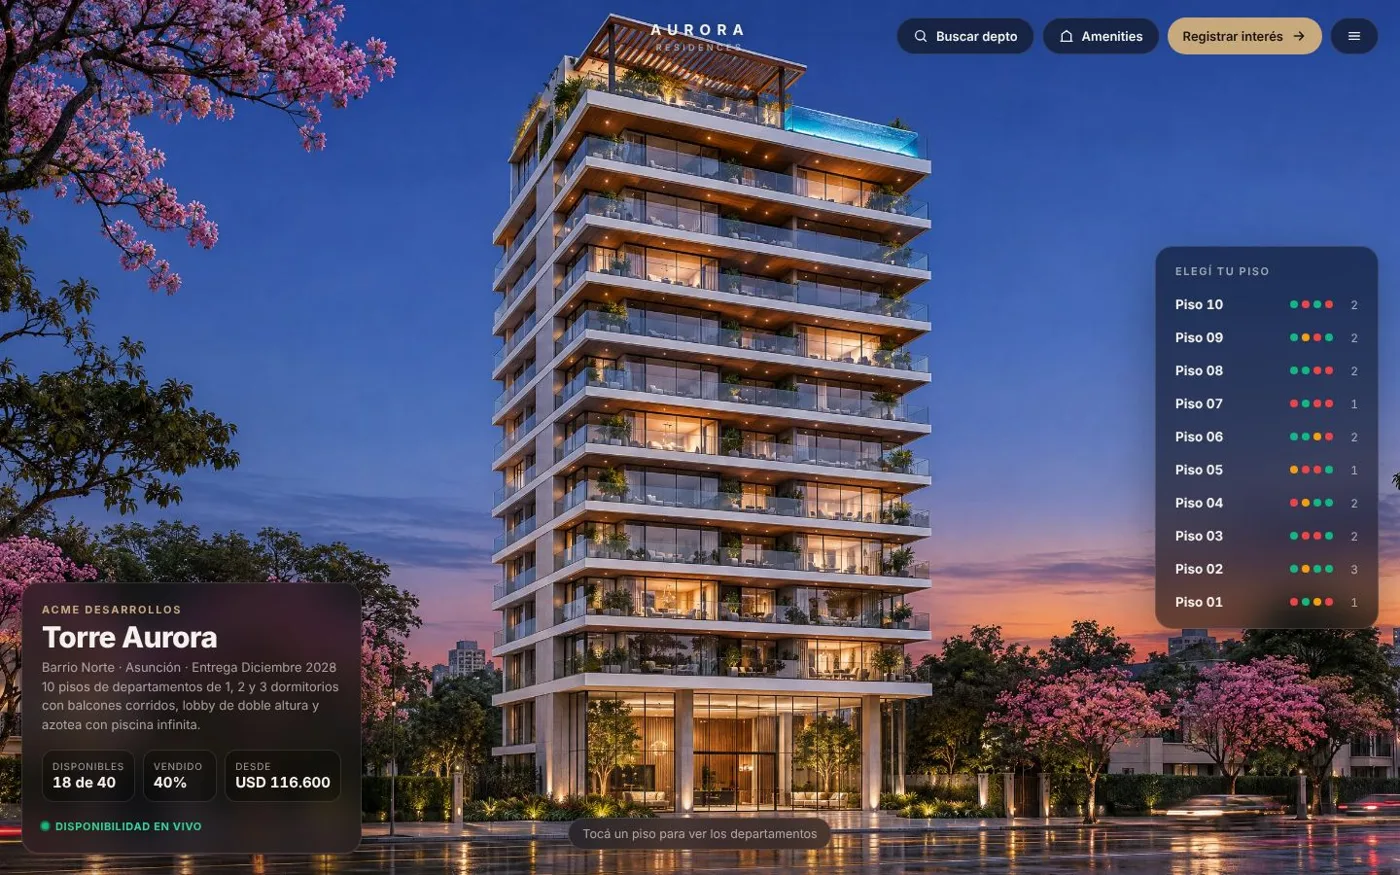 AURORA
RESIDENCES
Buscar depto
Amenities
Registrar interés →
ELEGÍ TU PISO
Piso 10 2
Piso 09 2
Piso 08 2
Piso 07 1
Piso 06 2
Piso 05 1
Piso 04 2
Piso 03 2
Piso 02 3
Piso 01 1
ACME DESARROLLOS
Torre Aurora
Barrio Norte · Asunción · Entrega Diciembre 2028
10 pisos de departamentos de 1, 2 y 3 dormitorios
con balcones corridos, lobby de doble altura y
azotea con piscina infinita.
DISPONIBLES
18 de 40
VENDIDO
40%
DESDE
USD 116.600
DISPONIBILIDAD EN VIVO
Tocá un piso para ver los departamentos